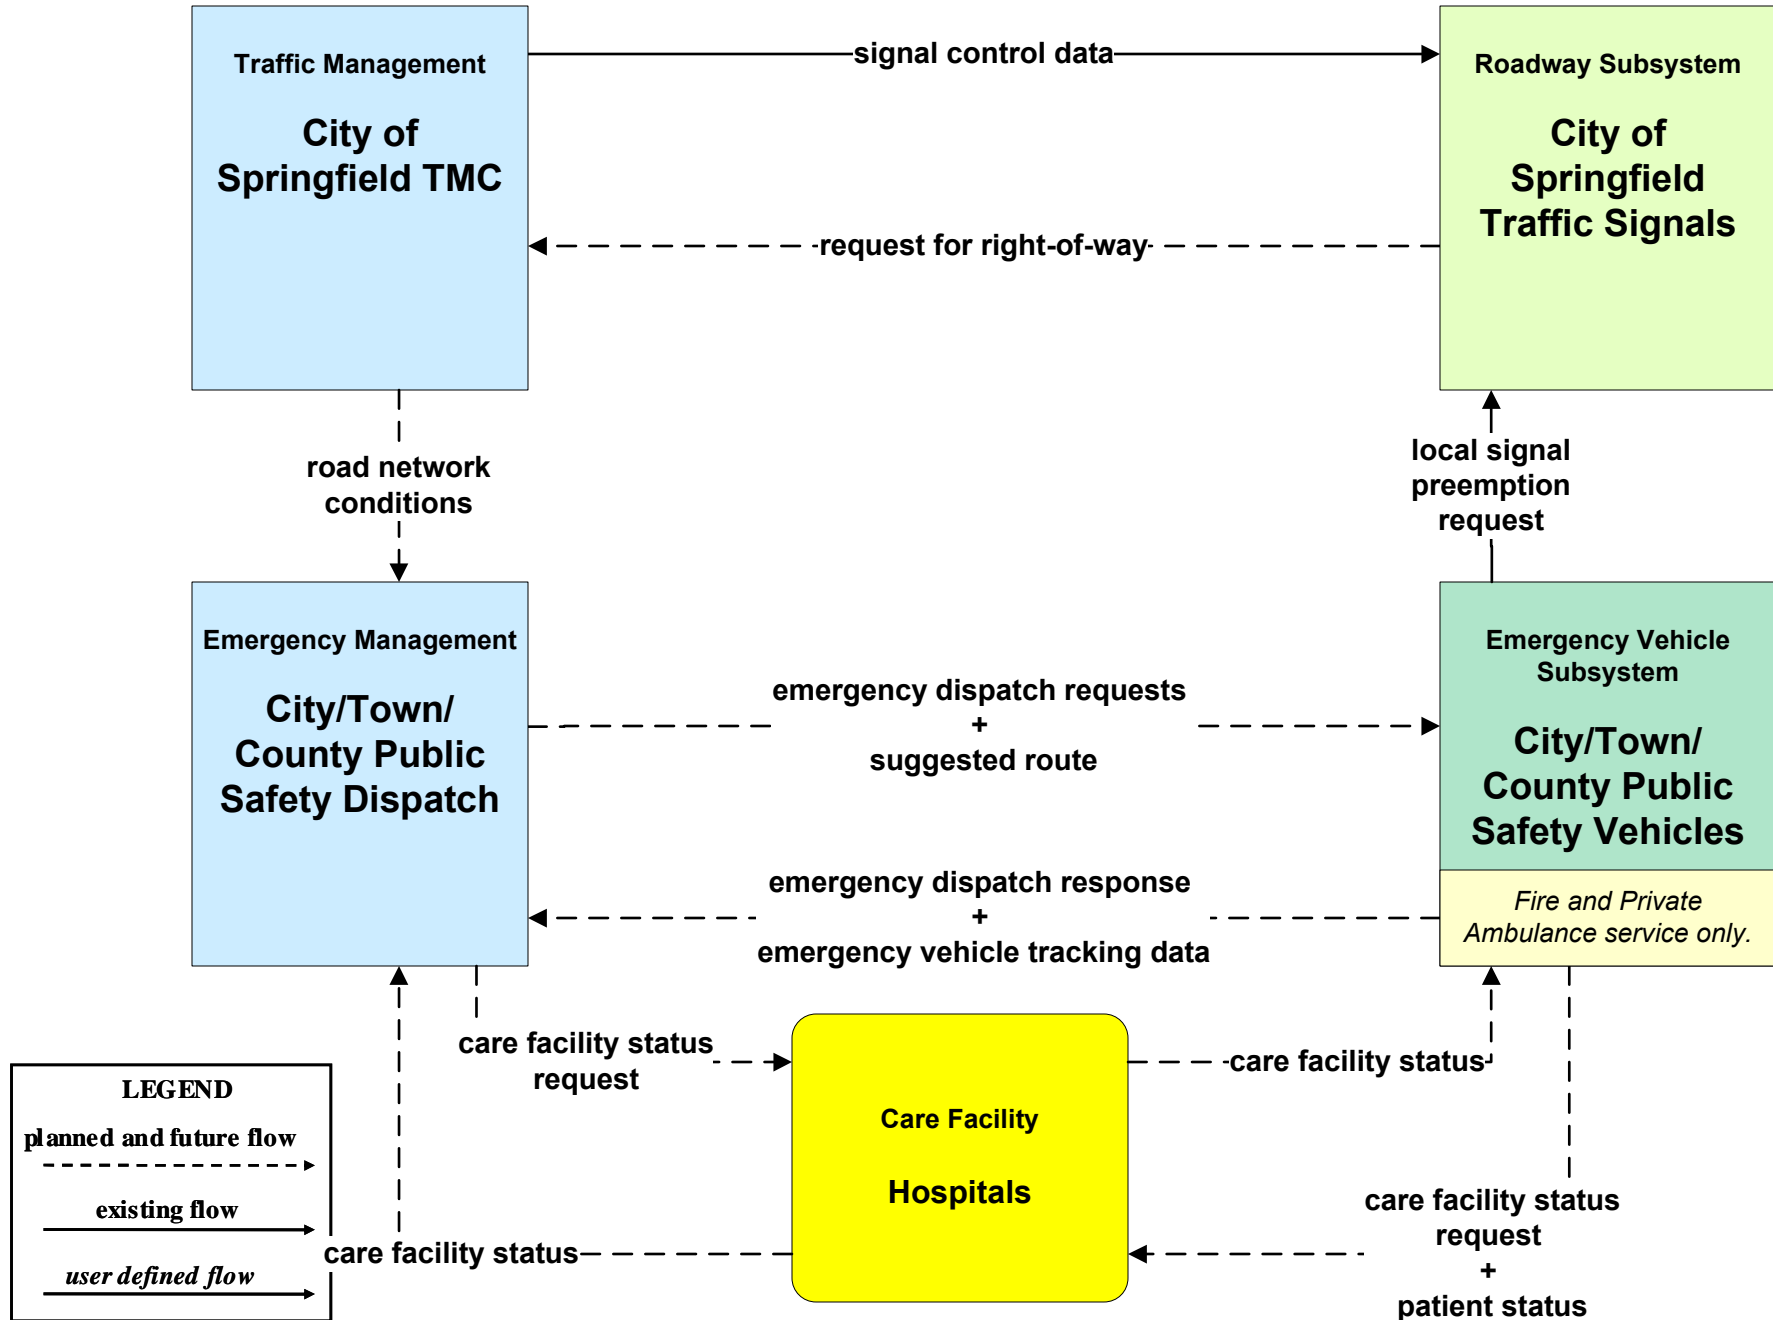 Traffic Management
City of
Springfield TMC
signal control data
Roadway Subsystem
City of
Springfield
Traffic Signals
request for right-of-way
road network
conditions
local signal
preemption
request
Emergency Management
City/Town/
County Public
Safety Dispatch
emergency dispatch requests
+
suggested route
Emergency Vehicle
Subsystem
City/Town/
County Public
Safety Vehicles
emergency dispatch response
+
emergency vehicle tracking data
Fire and Private
Ambulance service only.
care facility status
request
care facility status
Care Facility
Hospitals
LEGEND
planned and future flow
existing flow
user defined flow
care facility status
care facility status
request
+
patient status